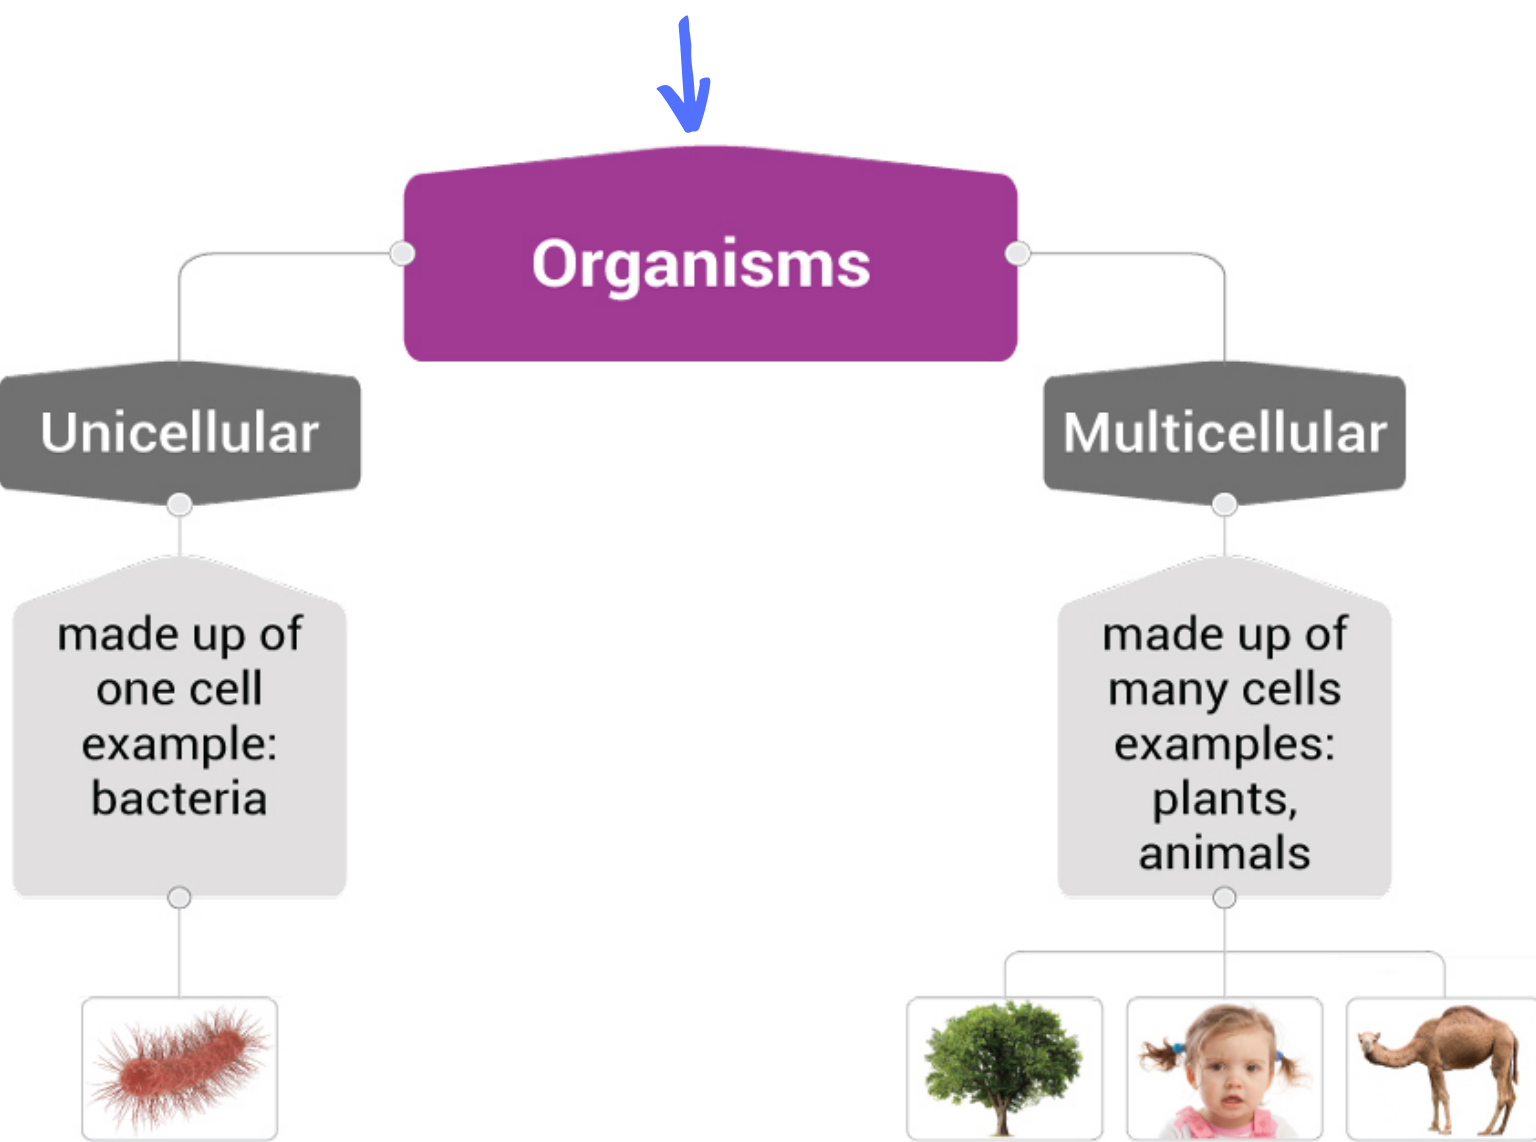 Organisms
Unicellular
Multicellular
made up of
one cell
example:
bacteria
made up of
many cells
examples:
plants,
animals